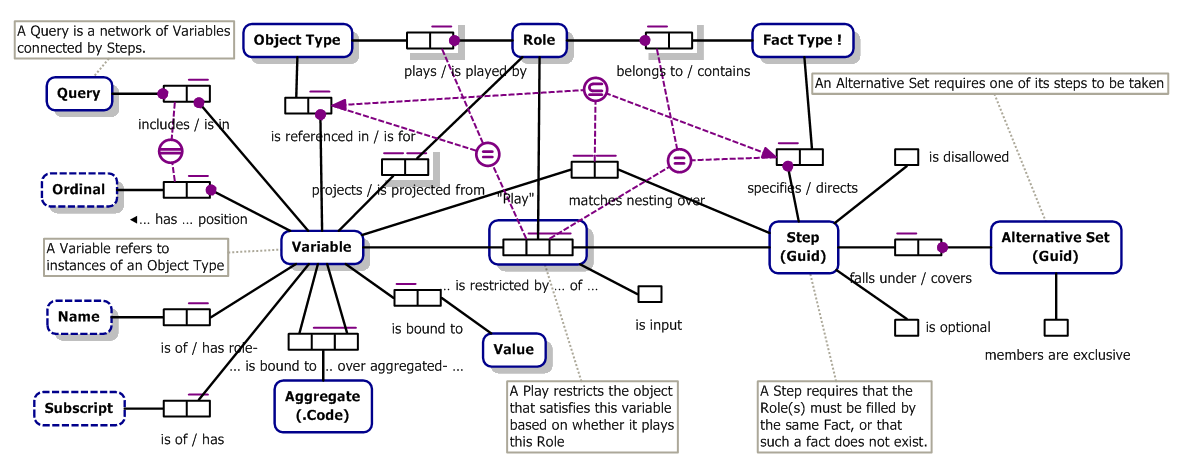 A Query is a network of Variables
connected by Steps.
Object Type
Role
Fact Type !
plays / is played by
belongs to / contains
An Alternative Set requires one of its steps to be taken
Query
includes / is in
is referenced in / is for
is disallowed
Ordinal
projects / is projected from
"Play"
matches nesting over
specifies / directs
◄... has ... position
A Variable refers to
instances of an Object Type
Variable
Step
(Guid)
Alternative Set
(Guid)
... is restricted by ... of ...
falls under / covers
Name
is of / has role-
is bound to
is input
is optional
Value
members are exclusive
... is bound to ... over aggregated- ...
Subscript
is of / has
Aggregate
(.Code)
A Play restricts the object
that satisfies this variable
based on whether it plays
this Role
A Step requires that the
Role(s) must be filled by
the same Fact, or that
such a fact does not exist.